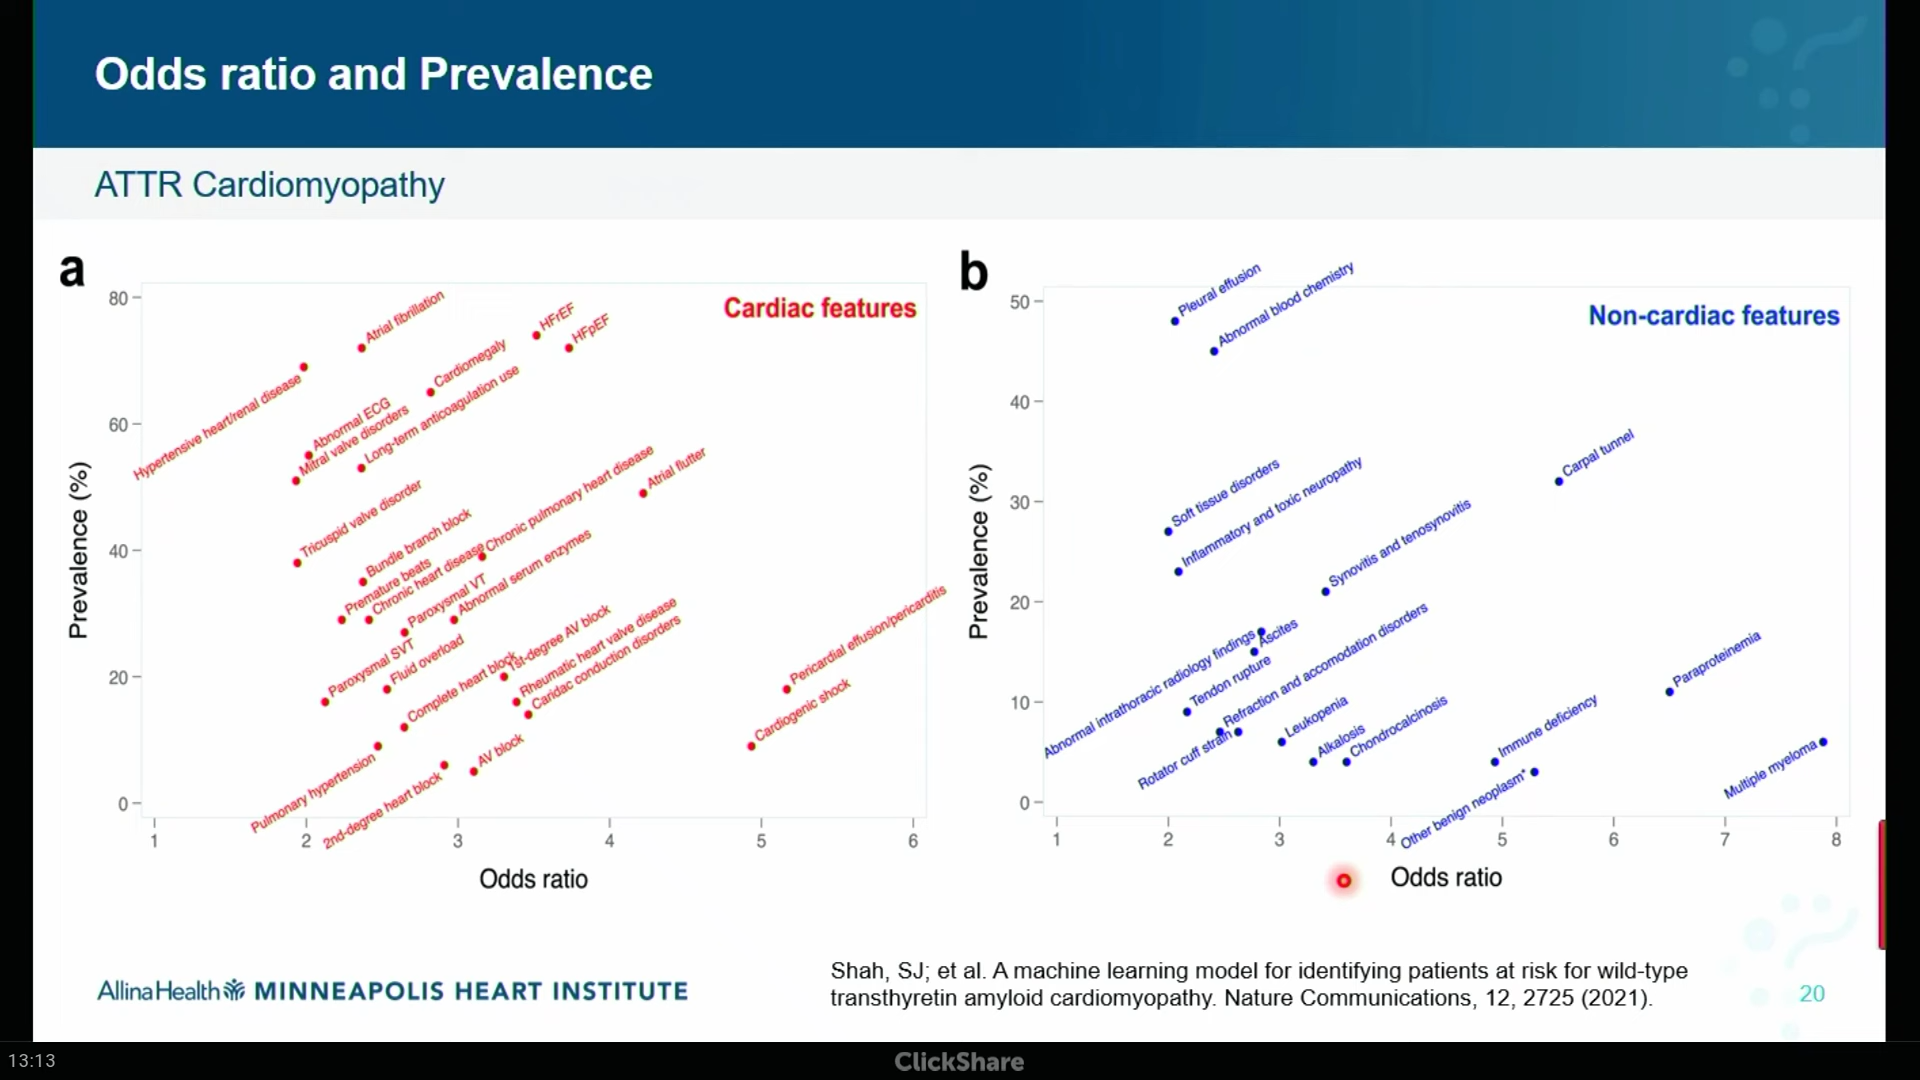 Odds ratio and Prevalence
ATTR Cardiomyopathy
a
Cardiac features
Prevalence (%)
80
60
40
20
0
Atrial fibrillation
HFrEF
HFpEF
Hypertensive heart/renal disease
Cardiomegaly
Abnormal ECG
Mitral valve disorders
Long-term anticoagulation use
Atrial flutter
Tricuspid valve disorder
Bundle branch block
Chronic pulmonary heart disease
Premature beats
Chronic heart disease
Paroxysmal VT
Abnormal serum enzymes
Paroxysmal SVT
Fluid overload
Complete heart block
1st-degree AV block
Rheumatic heart valve disease
Caridac conduction disorders
Pericardial effusion/pericarditis
Cardiogenic shock
Pulmonary hypertension
2nd-degree heart block
AV block
1 2 3 4 5 6
Odds ratio
b
Non-cardiac features
Prevalence (%)
50
40
30
20
10
0
Pleural effusion
Abnormal blood chemistry
Carpal tunnel
Soft tissue disorders
Inflammatory and toxic neuropathy
Synovitis and tenosynovitis
Abnormal intrathoracic radiology findings
Ascites
Tendon rupture
Refraction and accomodation disorders
Rotator cuff strain
Leukopenia
Alkalosis
Chondrocalcinosis
Immune deficiency
Other benign neoplasm*
Paraproteinemia
Multiple myeloma
1 2 3 4 5 6 7 8
Odds ratio
Shah, SJ; et al. A machine learning model for identifying patients at risk for wild-type
transthyretin amyloid cardiomyopathy. Nature Communications, 12, 2725 (2021).
AllinaHealth MINNEAPOLIS HEART INSTITUTE
20
13:13
ClickShare